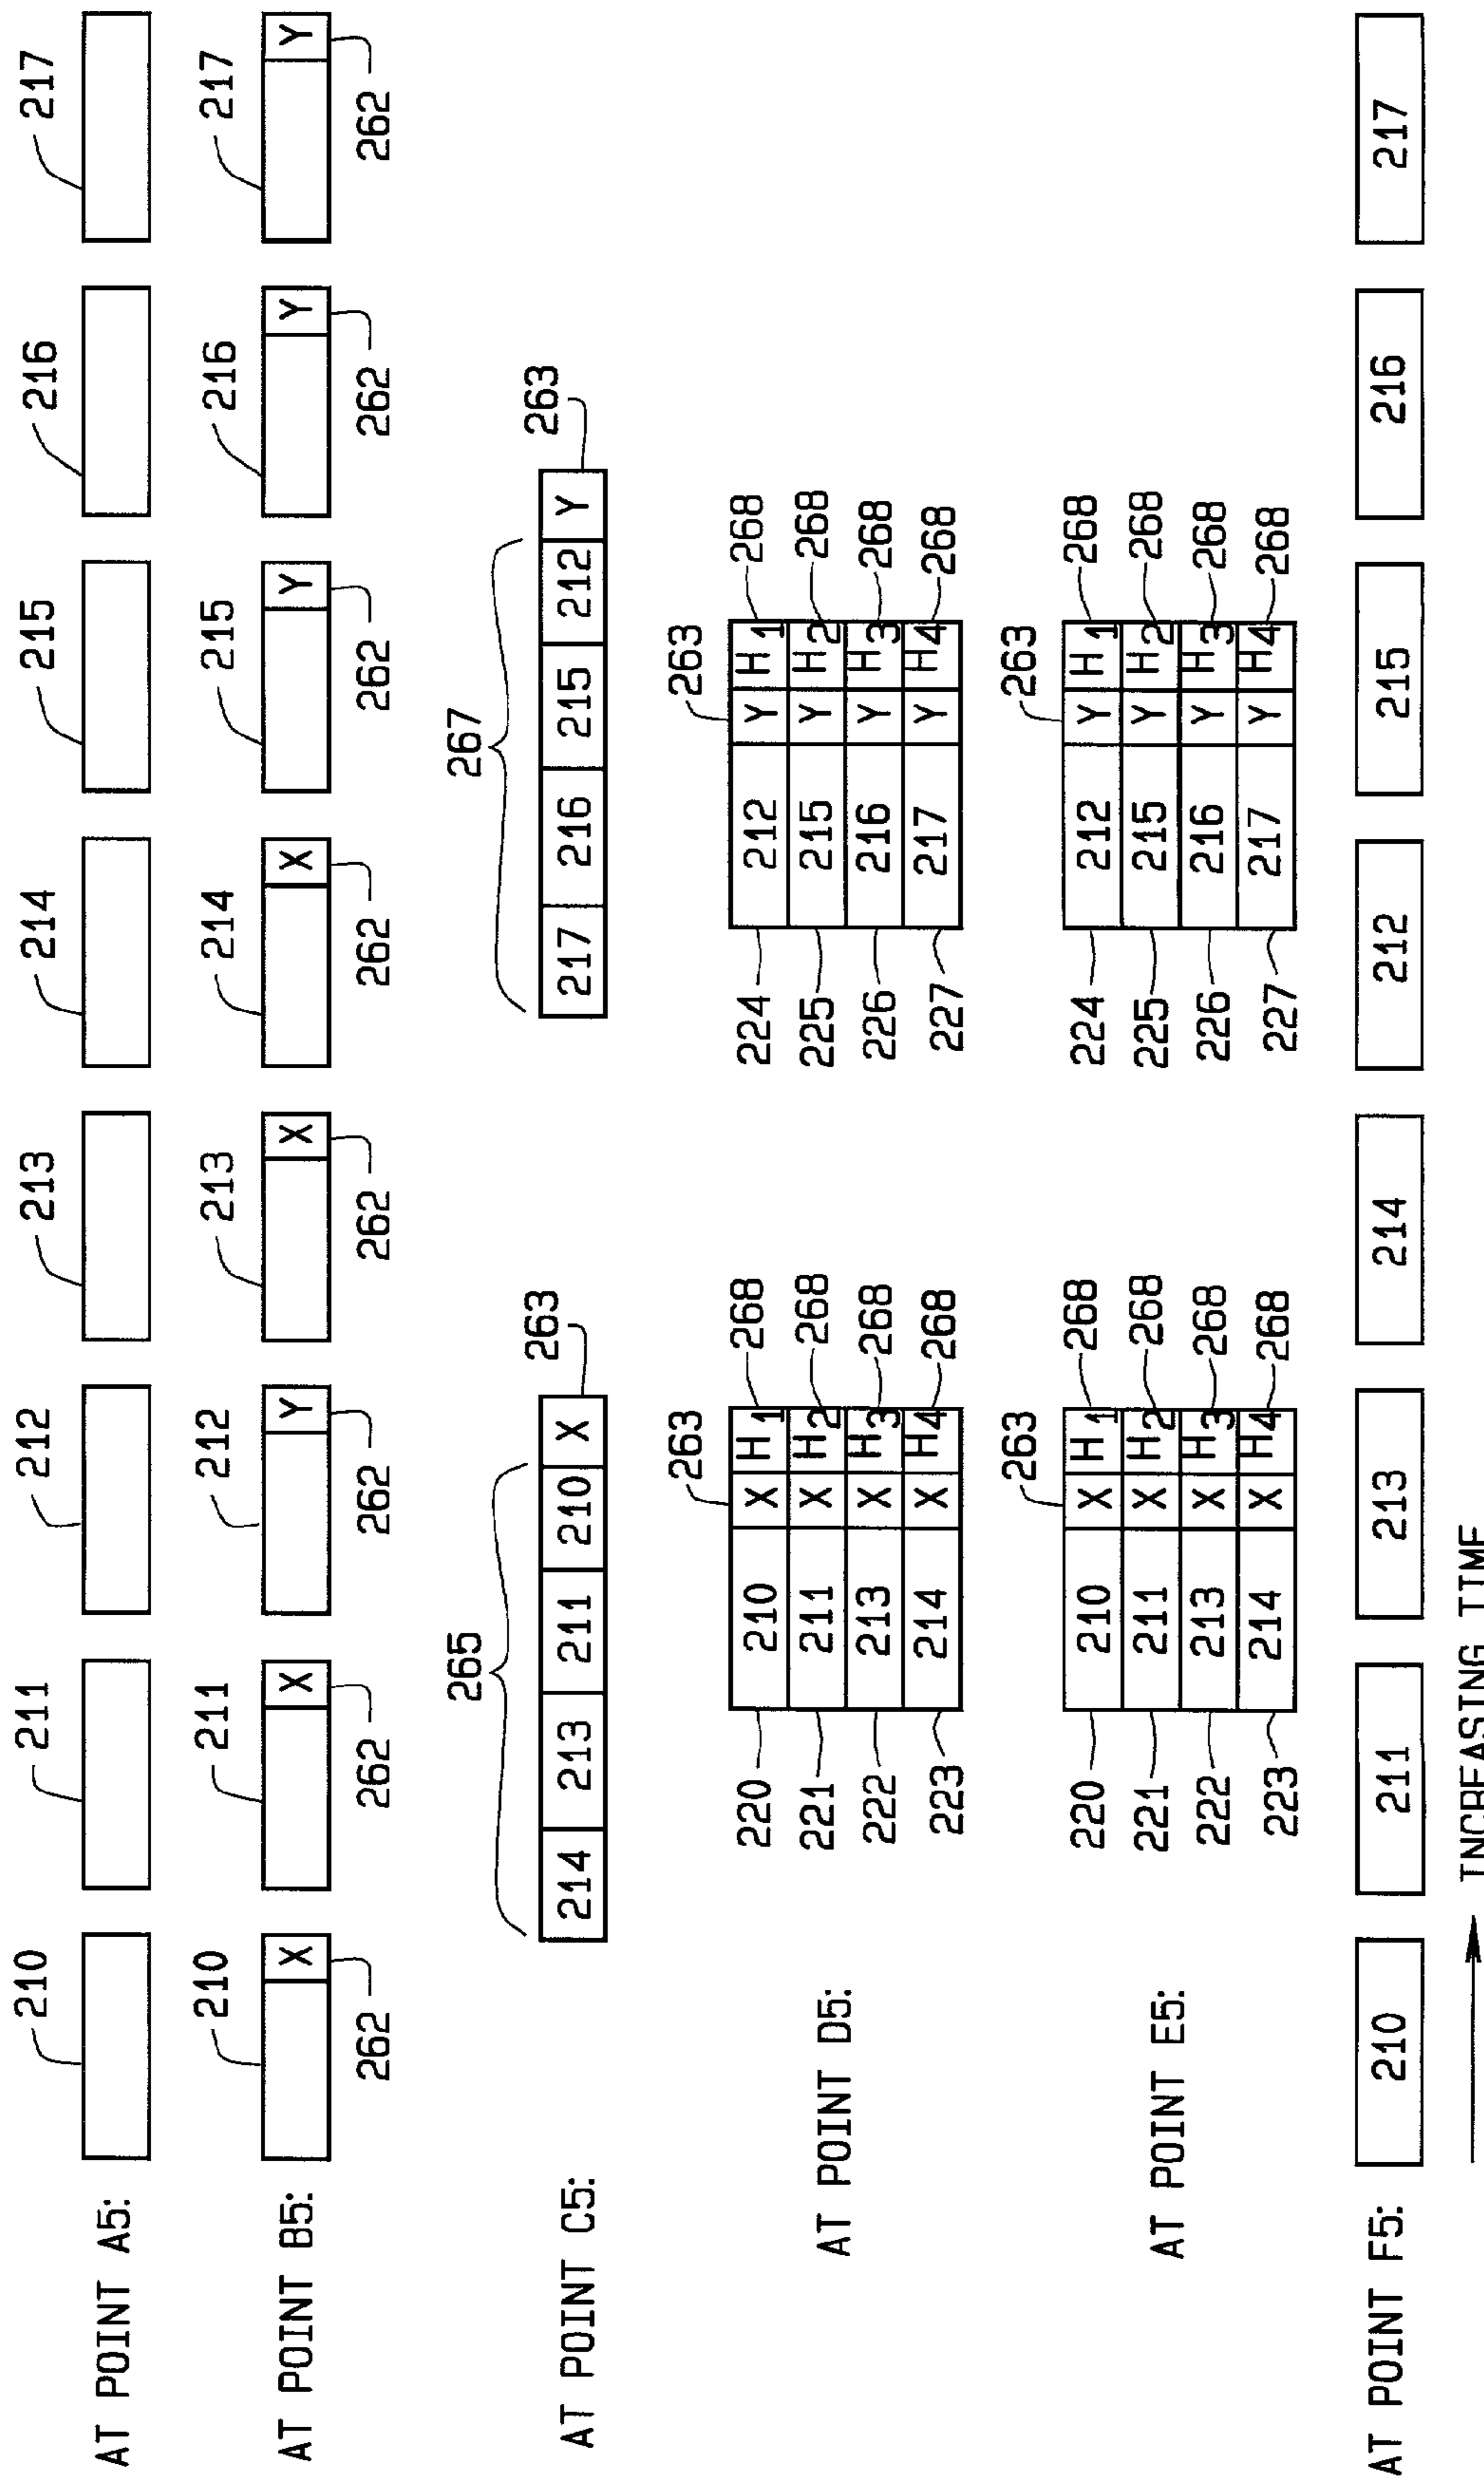 AT POINT A5:
210 211 212 213 214 215 216 217
AT POINT B5:
210 211 212 213 214 215 216 217
X X Y X X Y Y Y
262 262 262 262 262 262 262 262
AT POINT C5:
265 267
214 213 211 210 X 263 217 216 215 212 Y 263
AT POINT D5:
263 263
220 210 X H1 268 224 212 Y H1 268
221 211 X H2 268 225 215 Y H2 268
222 213 X H3 268 226 216 Y H3 268
223 214 X H4 268 227 217 Y H4 268
AT POINT E5:
263 263
220 210 X H1 268 224 212 Y H1 268
221 211 X H2 268 225 215 Y H2 268
222 213 X H3 268 226 216 Y H3 268
223 214 X H4 268 227 217 Y H4 268
AT POINT F5:
210 211 213 214 212 215 216 217
INCREASING TIME